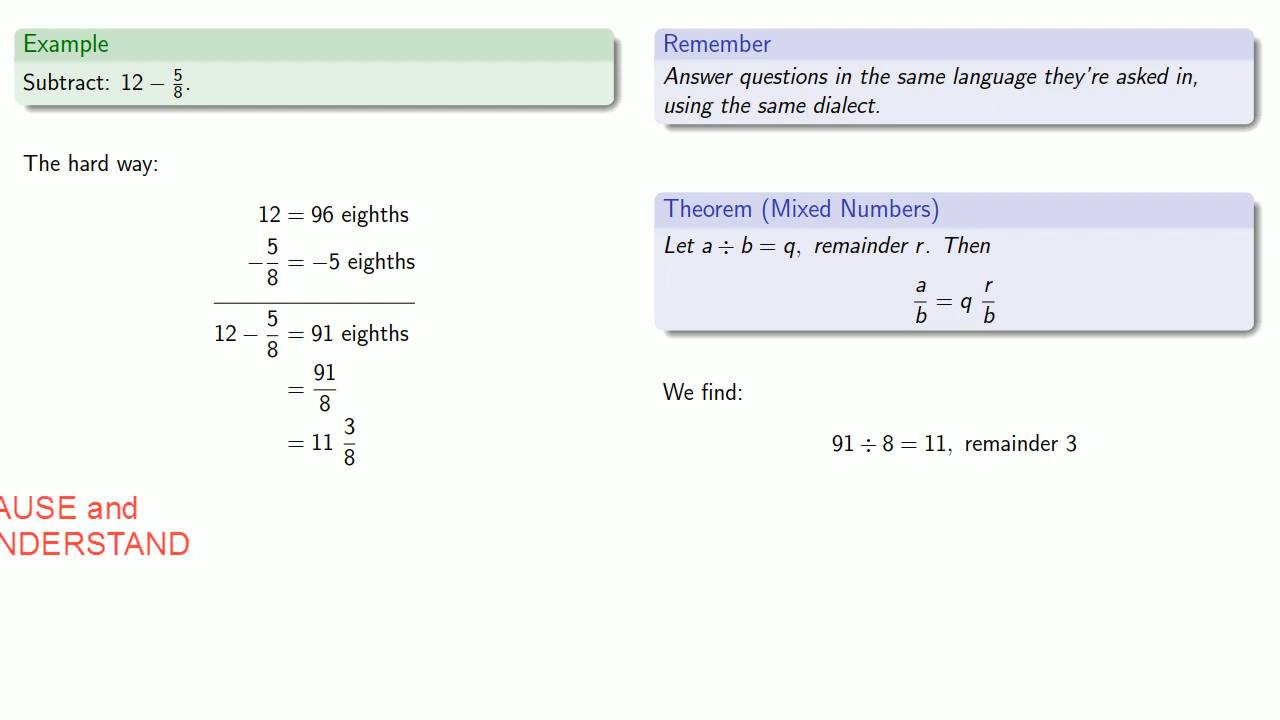 Example
Subtract: 12 − 5/8.
The hard way:
12 = 96 eighths
−5/8 = −5 eighths
12 − 5/8 = 91 eighths
= 91/8
= 11 3/8
AUSE and
NDERSTAND
Remember
Answer questions in the same language they're asked in,
using the same dialect.
Theorem (Mixed Numbers)
Let a ÷ b = q, remainder r. Then
a/b = q r/b
We find:
91 ÷ 8 = 11, remainder 3